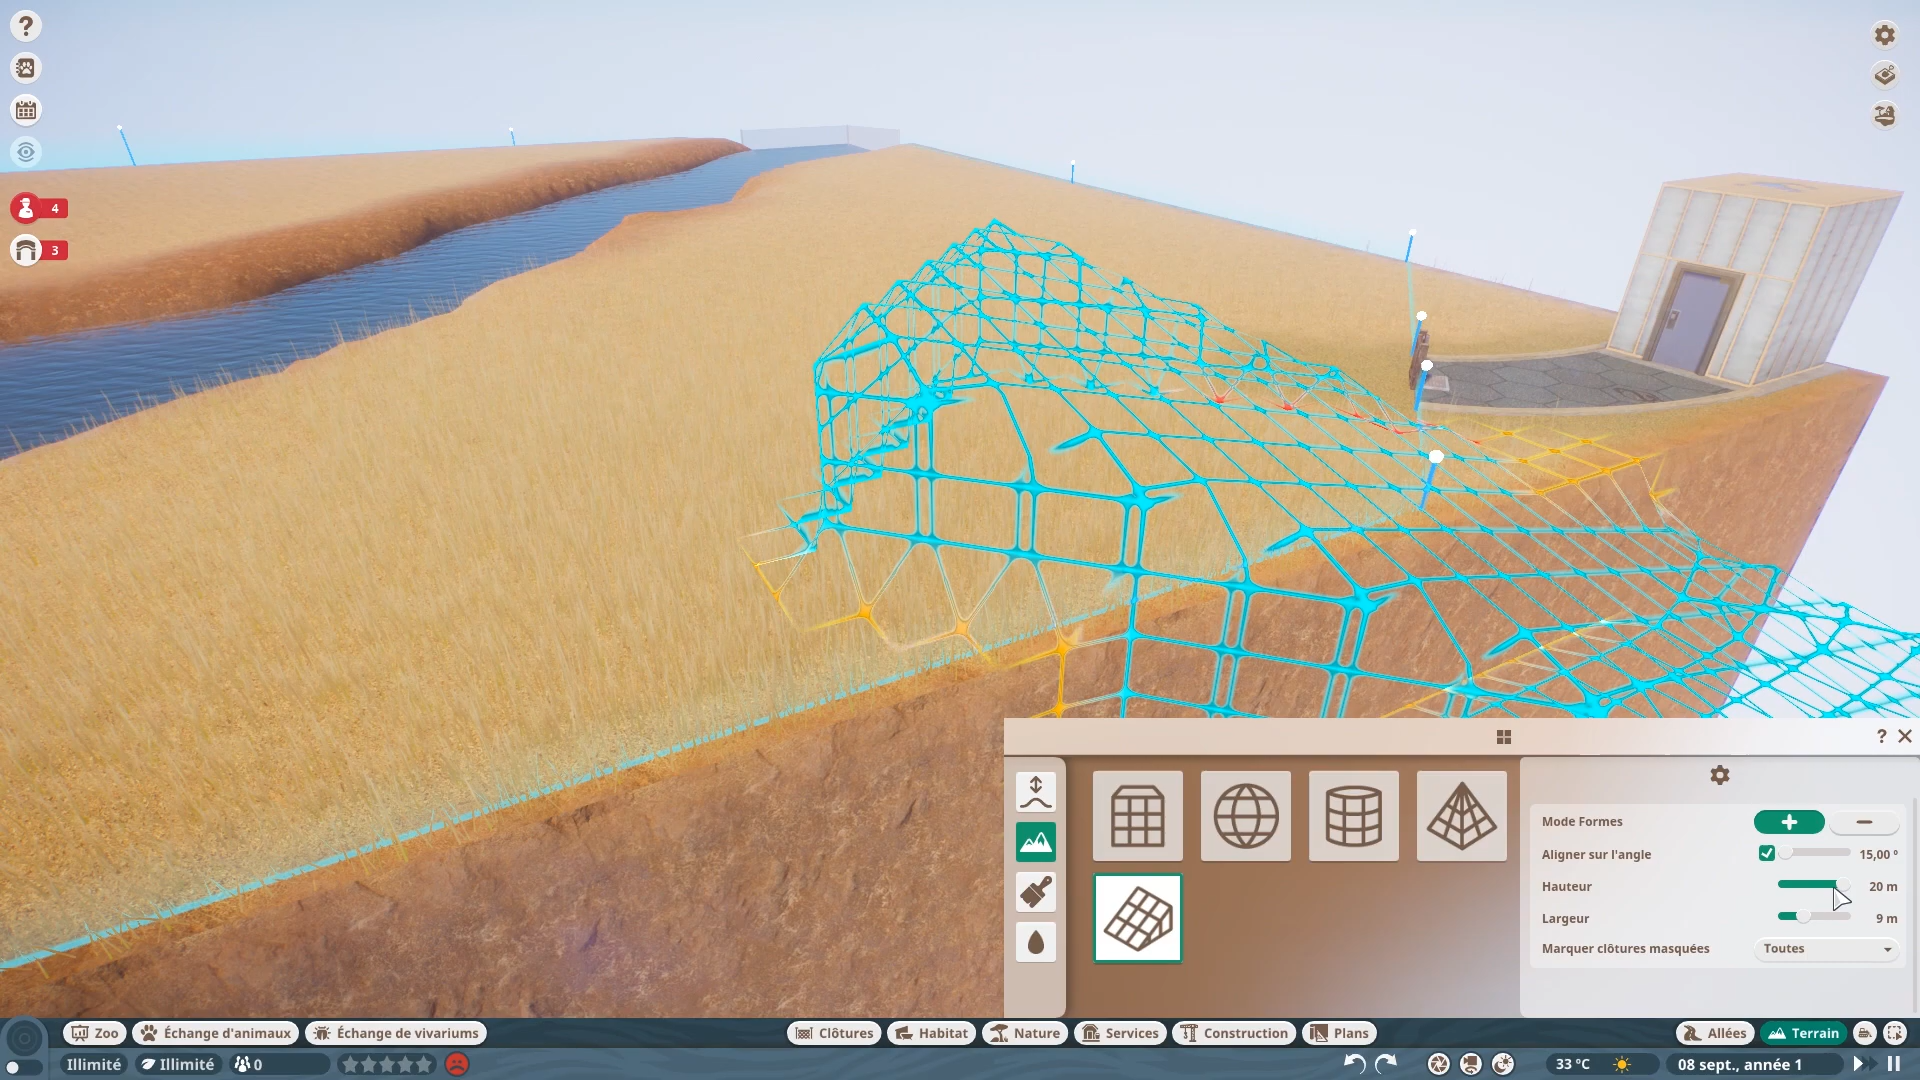 ?
4
3
?
Mode Formes
Aligner sur l'angle
15,00 °
Hauteur
20 m
Largeur
9 m
Marquer clôtures masquées
Toutes
Zoo
Échange d'animaux
Échange de vivariums
Clôtures
Habitat
Nature
Services
Construction
Plans
Allées
Terrain
Illimité
Illimité
0
33 °C
08 sept., année 1